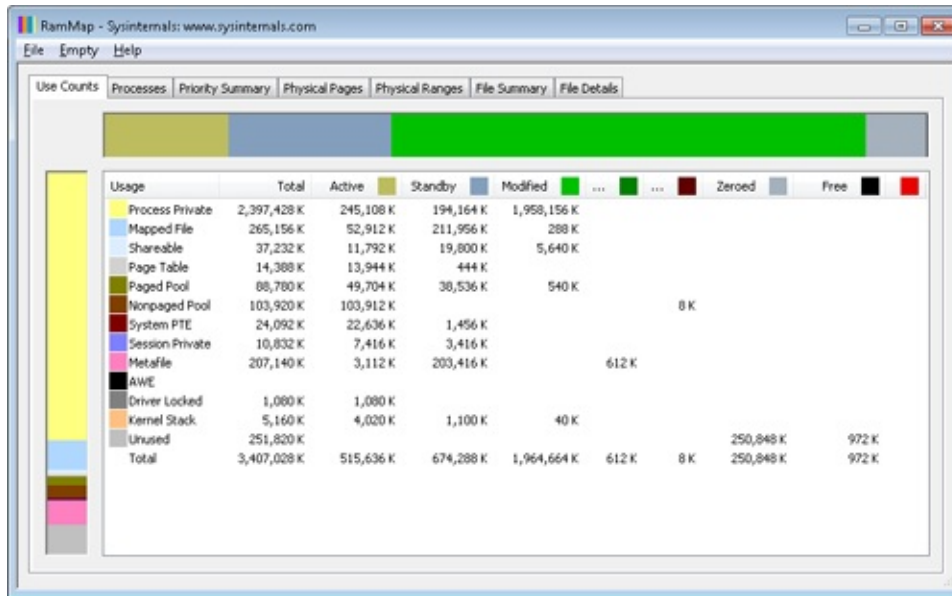 RamMap - Sysinternals: www.sysinternals.com
File Empty Help
Use Counts Processes Priority Summary Physical Pages Physical Ranges File Summary File Details
Usage Total Active Standby Modified ... ... Zeroed Free
Process Private 2,397,428 K 245,108 K 194,164 K 1,958,156 K
Mapped File 265,156 K 52,912 K 211,956 K 288 K
Shareable 37,232 K 11,792 K 19,800 K 5,640 K
Page Table 14,388 K 13,944 K 444 K
Paged Pool 88,780 K 49,704 K 38,536 K 540 K
Nonpaged Pool 103,920 K 103,912 K 8 K
System PTE 24,092 K 22,636 K 1,456 K
Session Private 10,832 K 7,416 K 3,416 K
Metafile 207,140 K 3,112 K 203,416 K 612 K
AWE
Driver Locked 1,080 K 1,080 K
Kernel Stack 5,160 K 4,020 K 1,100 K 40 K
Unused 251,820 K 250,848 K 972 K
Total 3,407,028 K 515,636 K 674,288 K 1,964,664 K 612 K 8 K 250,848 K 972 K